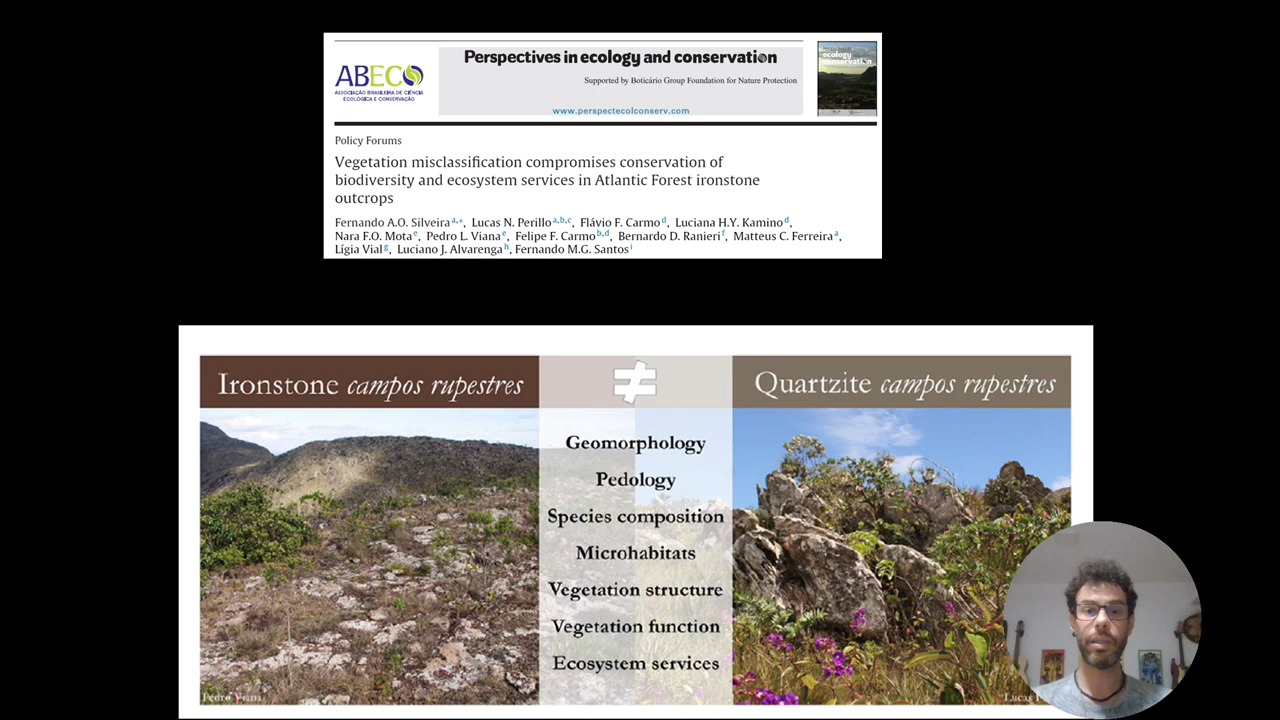 ABECO
ASSOCIAÇÃO BRASILEIRA DE CIÊNCIA
ECOLÓGICA E CONSERVAÇÃO
Perspectives in ecology and conservation
Supported by Boticário Group Foundation for Nature Protection
www.perspectecolconserv.com
ecology
conservation
Policy Forums
Vegetation misclassification compromises conservation of
biodiversity and ecosystem services in Atlantic Forest ironstone
outcrops
Fernando A.O. Silveira a,*, Lucas N. Perillo a,b,c, Flávio F. Carmo d, Luciana H.Y. Kamino d,
Nara F.O. Mota e, Pedro L. Viana e, Felipe F. Carmo b,d, Bernardo D. Ranieri f, Matteus C. Ferreira a,
Lígia Vial g, Luciano J. Alvarenga h, Fernando M.G. Santos i
Ironstone campos rupestres
≠
Quartzite campos rupestres
Geomorphology
Pedology
Species composition
Microhabitats
Vegetation structure
Vegetation function
Ecosystem services
Pedro Viana
Lucas